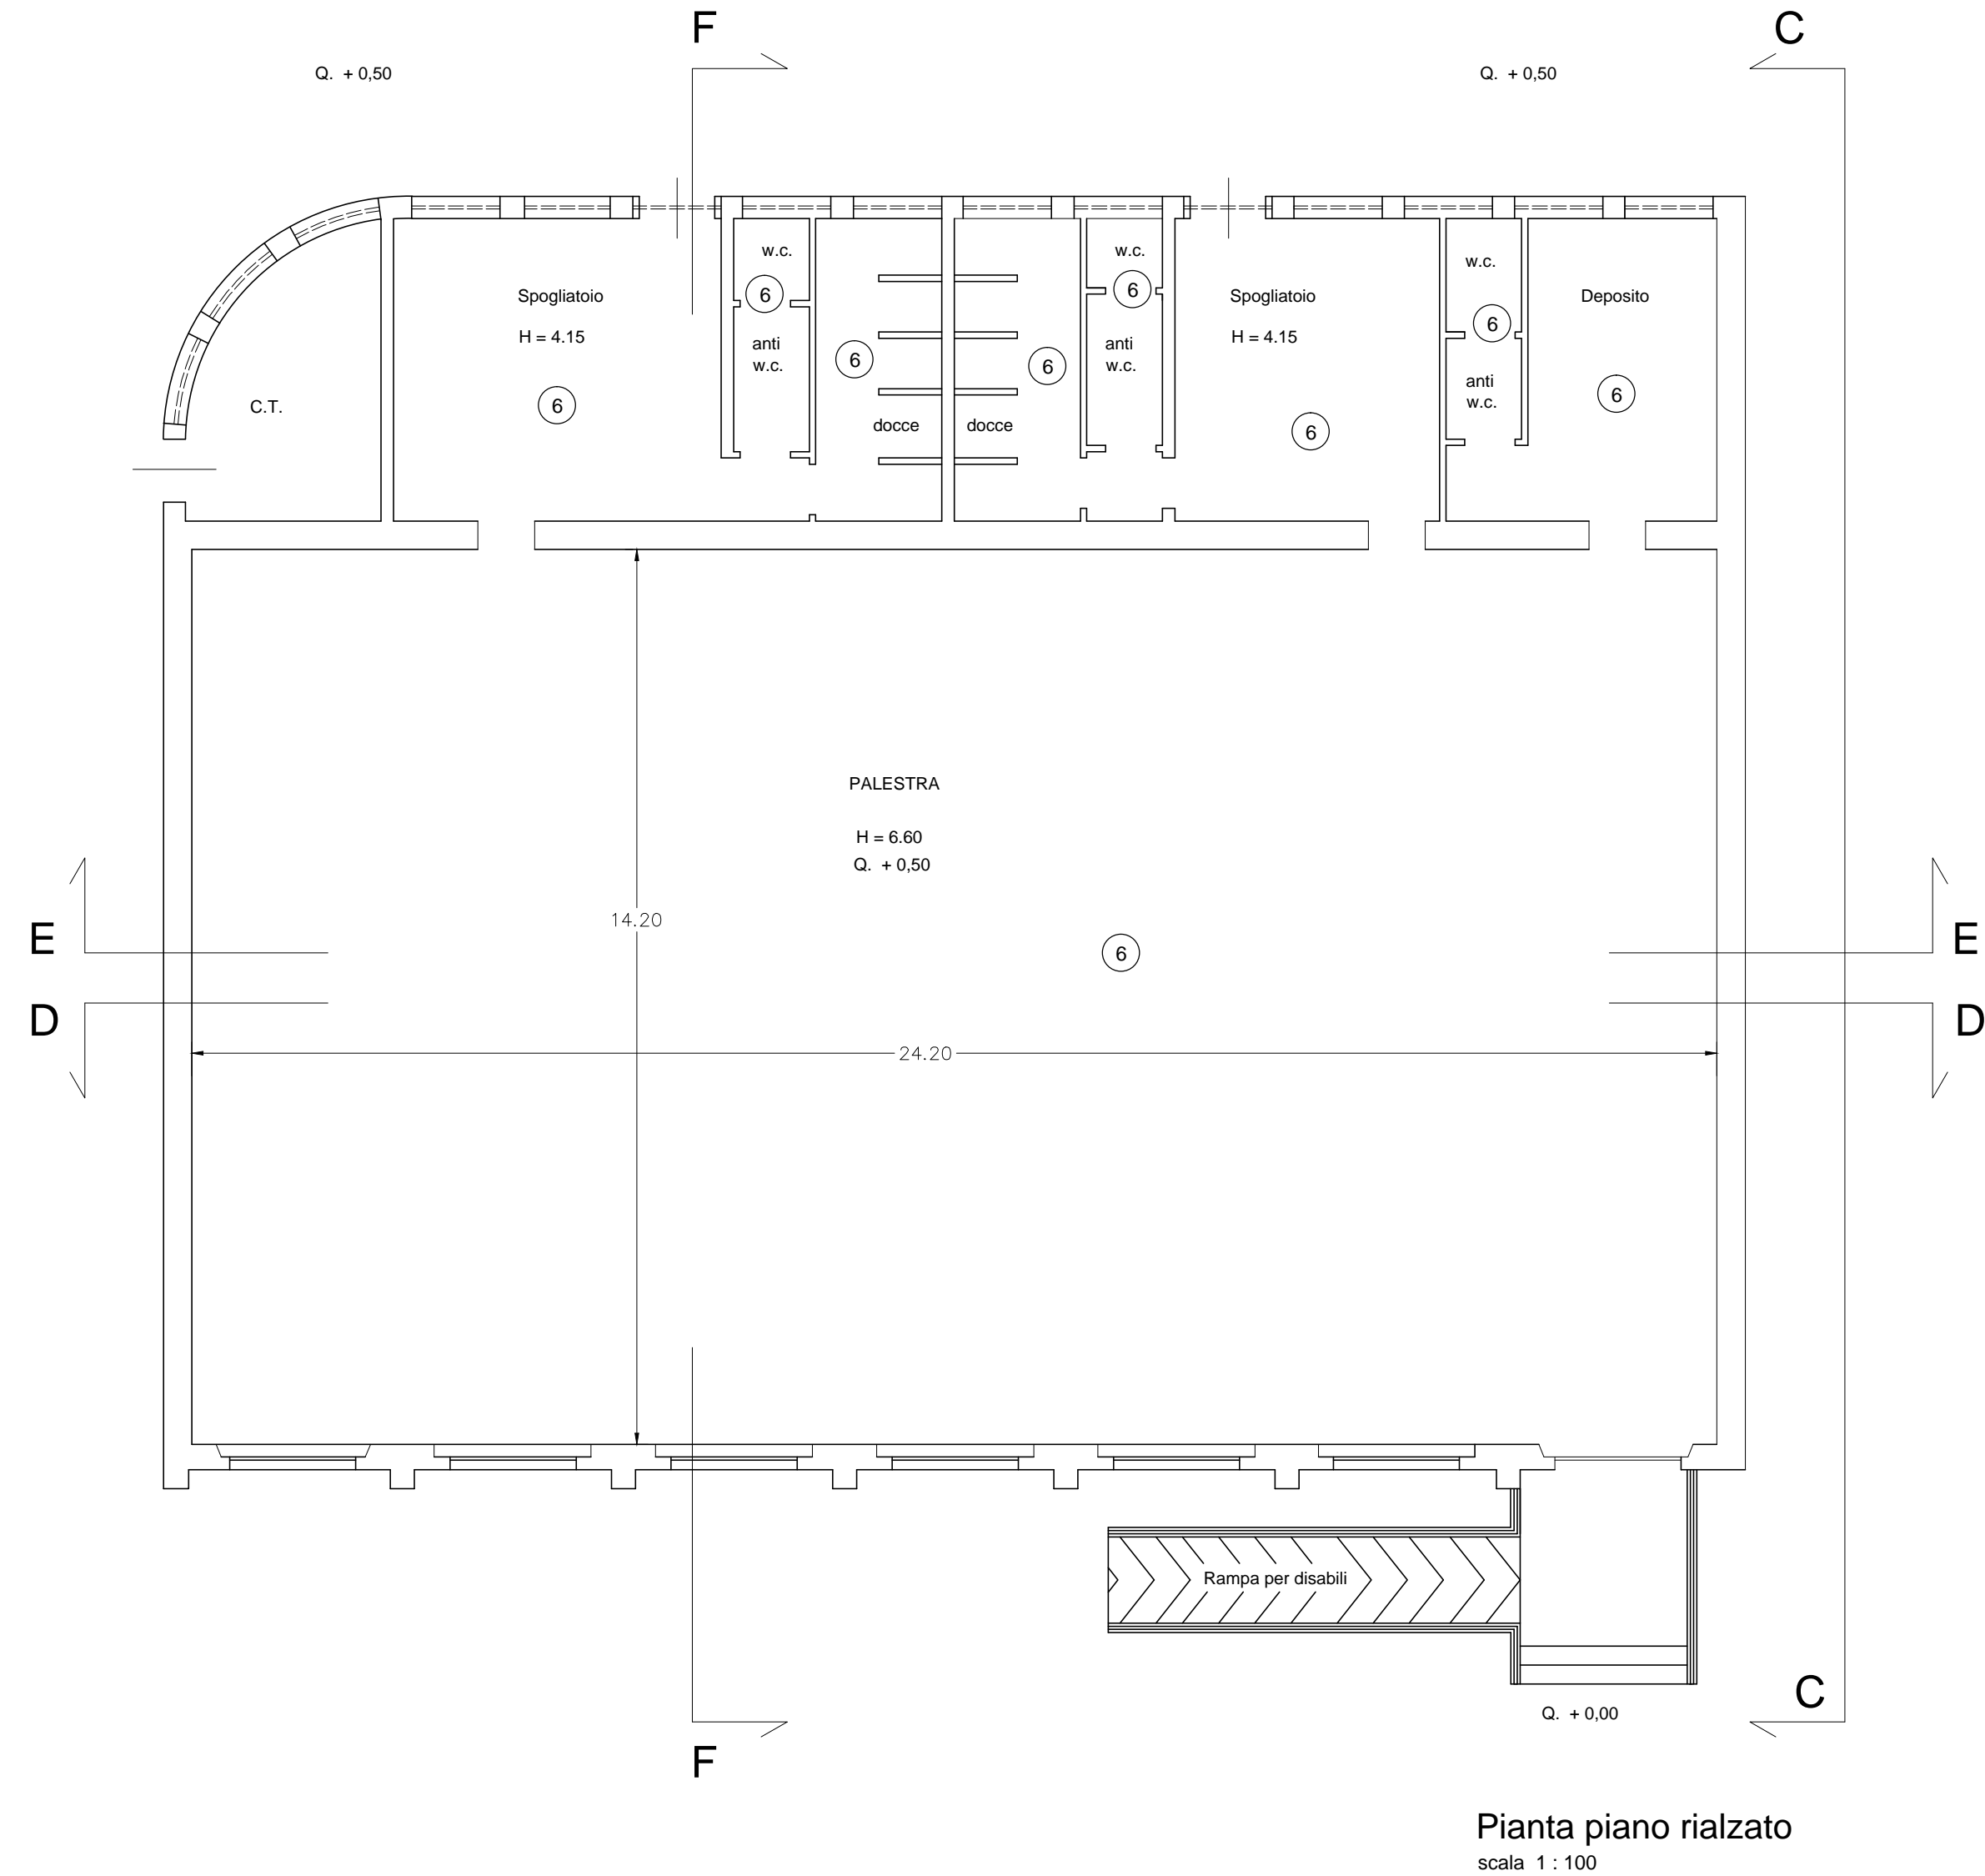 F
C
Q. + 0,50
Q. + 0,50
w.c.
w.c.
w.c.
6
6
6
Spogliatoio
H = 4.15
Spogliatoio
H = 4.15
Deposito
anti
w.c.
anti
w.c.
anti
w.c.
6
6
6
6
6
C.T.
docce
docce
PALESTRA
H = 6.60
Q. + 0,50
14.20
E
6
E
D
D
24.20
Rampa per disabili
C
Q. + 0,00
F
Pianta piano rialzato
scala 1 : 100